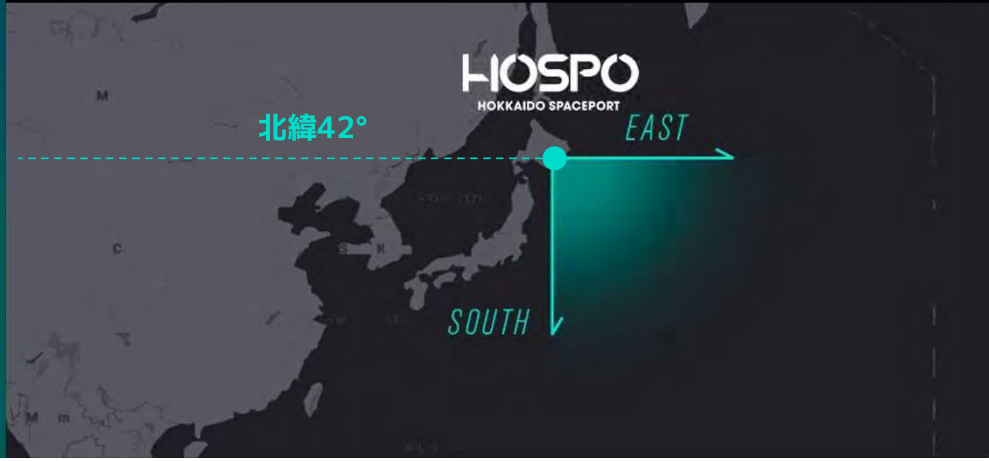 HOSPO
HOKKAIDO SPACEPORT
北緯42°
EAST
M
C
S K
SOUTH
M m